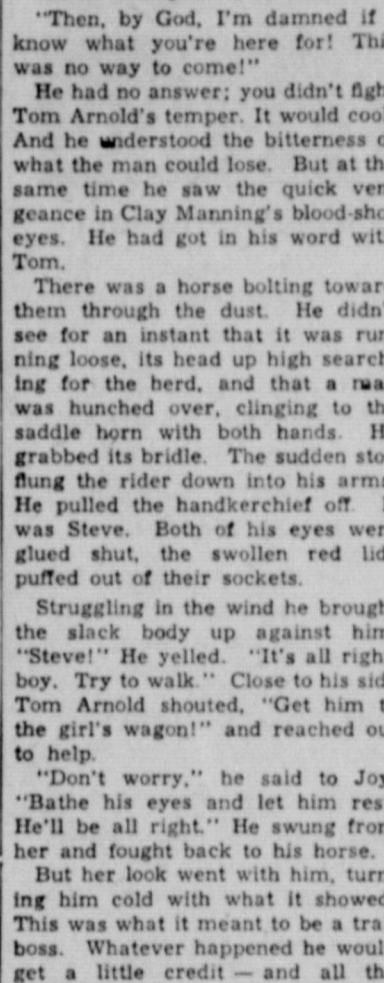 "Then, by God, I'm damned if
know what you're here for! Thi
was no way to come!"
He had no answer; you didn't figh
Tom Arnold's temper. It would coo
And he understood the bitterness o
what the man could lose. But at th
same time he saw the quick ven
geance in Clay Manning's blood-sho
eyes. He had got in his word wit
Tom.
There was a horse bolting towar
them through the dust. He didn'
see for an instant that it was run
ning loose, its head up high search
ing for the herd, and that a ma
was hunched over, clinging to th
saddle horn with both hands. H
grabbed its bridle. The sudden sto
flung the rider down into his arms
He pulled the handkerchief off. I
was Steve. Both of his eyes wer
glued shut, the swollen red lid
puffed out of their sockets.
Struggling in the wind he brough
the slack body up against him
"Steve!" He yelled. "It's all righ
boy. Try to walk." Close to his sid
Tom Arnold shouted, "Get him t
the girl's wagon!" and reached ou
to help.
"Don't worry," he said to Joy
"Bathe his eyes and let him res
He'll be all right." He swung from
her and fought back to his horse.
But her look went with him, turn
ing him cold with what it showed
This was what it meant to be a tra
boss. Whatever happened he woul
get a little credit — and all th